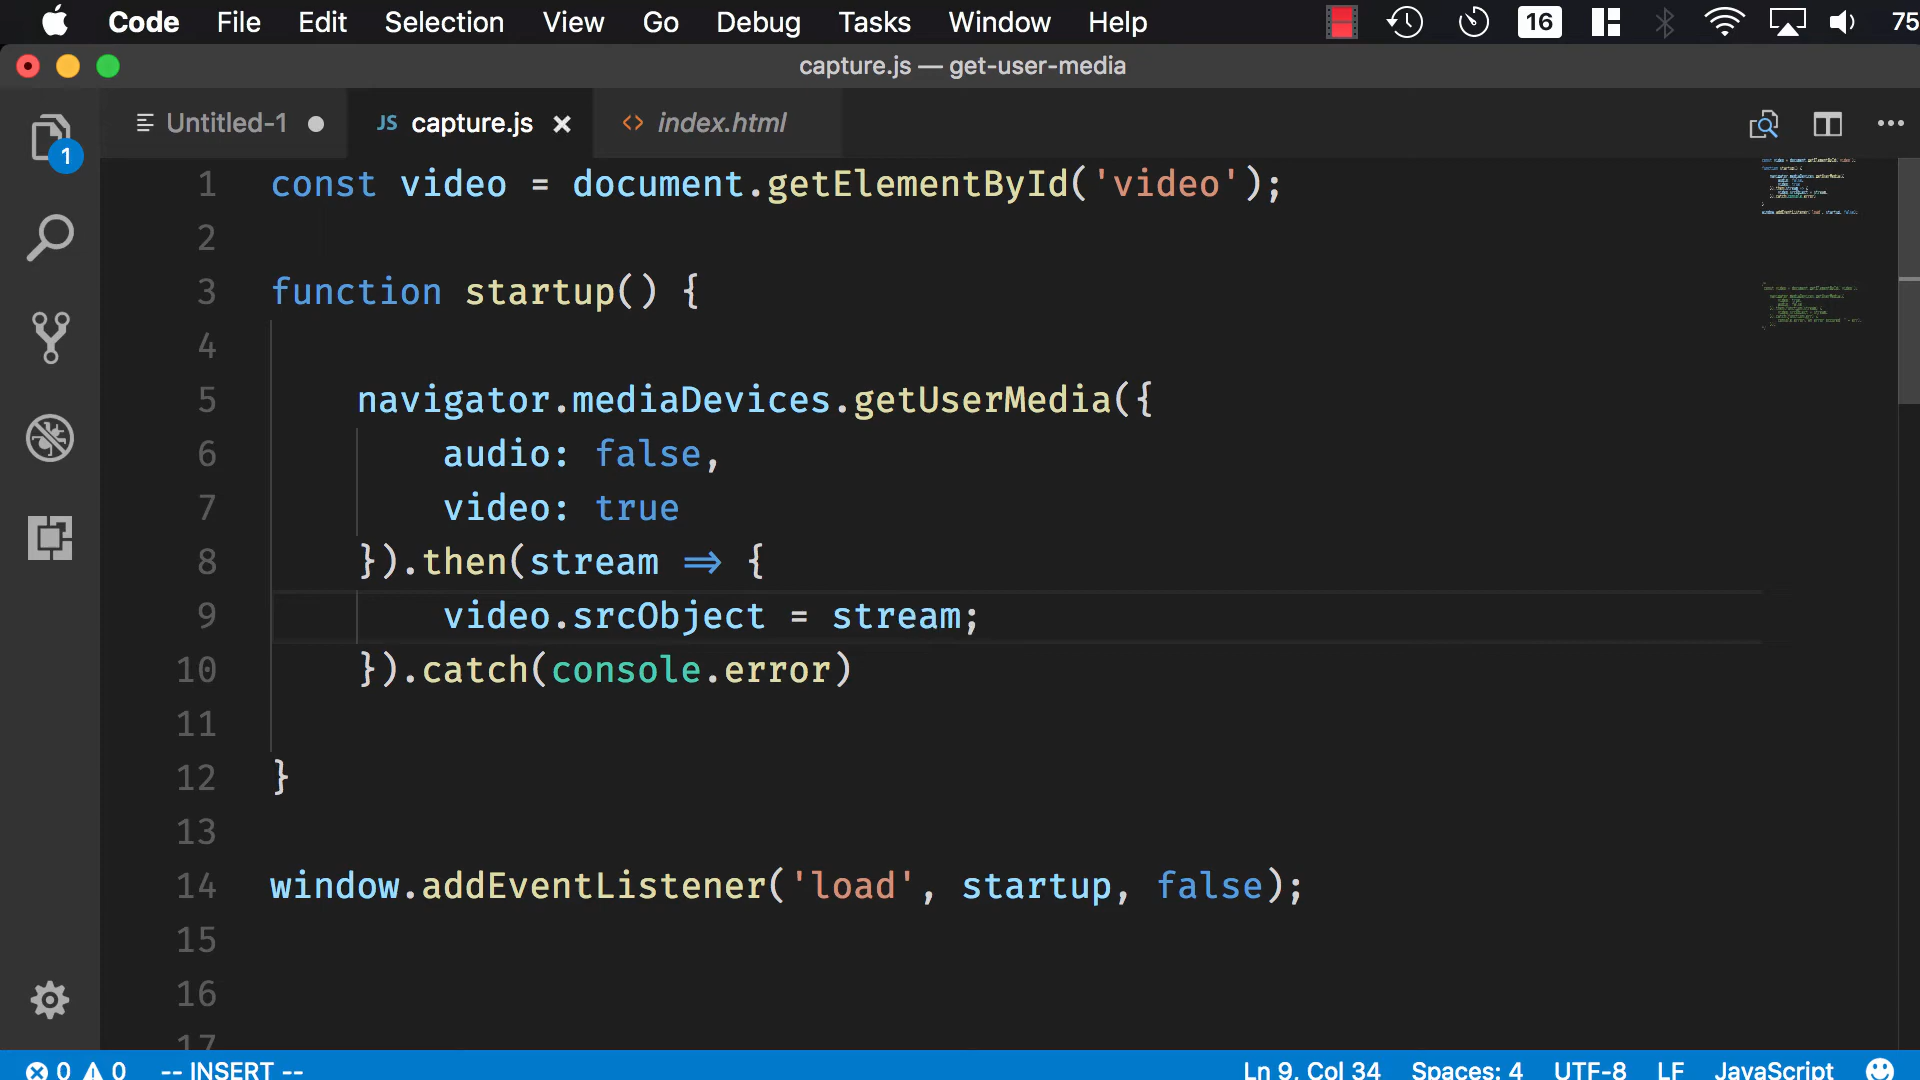 Code File Edit Selection View Go Debug Tasks Window Help 16 75
capture.js — get-user-media
1
Untitled-1 JS capture.js index.html
1 const video = document.getElementById('video');
2
3 function startup() {
4
5 navigator.mediaDevices.getUserMedia({
6 audio: false,
7 video: true
8 }).then(stream => {
9 video.srcObject = stream;
10 }).catch(console.error)
11
12 }
13
14 window.addEventListener('load', startup, false);
15
16
17
0 0 -- INSERT -- Ln 9, Col 34 Spaces: 4 UTF-8 LF JavaScript